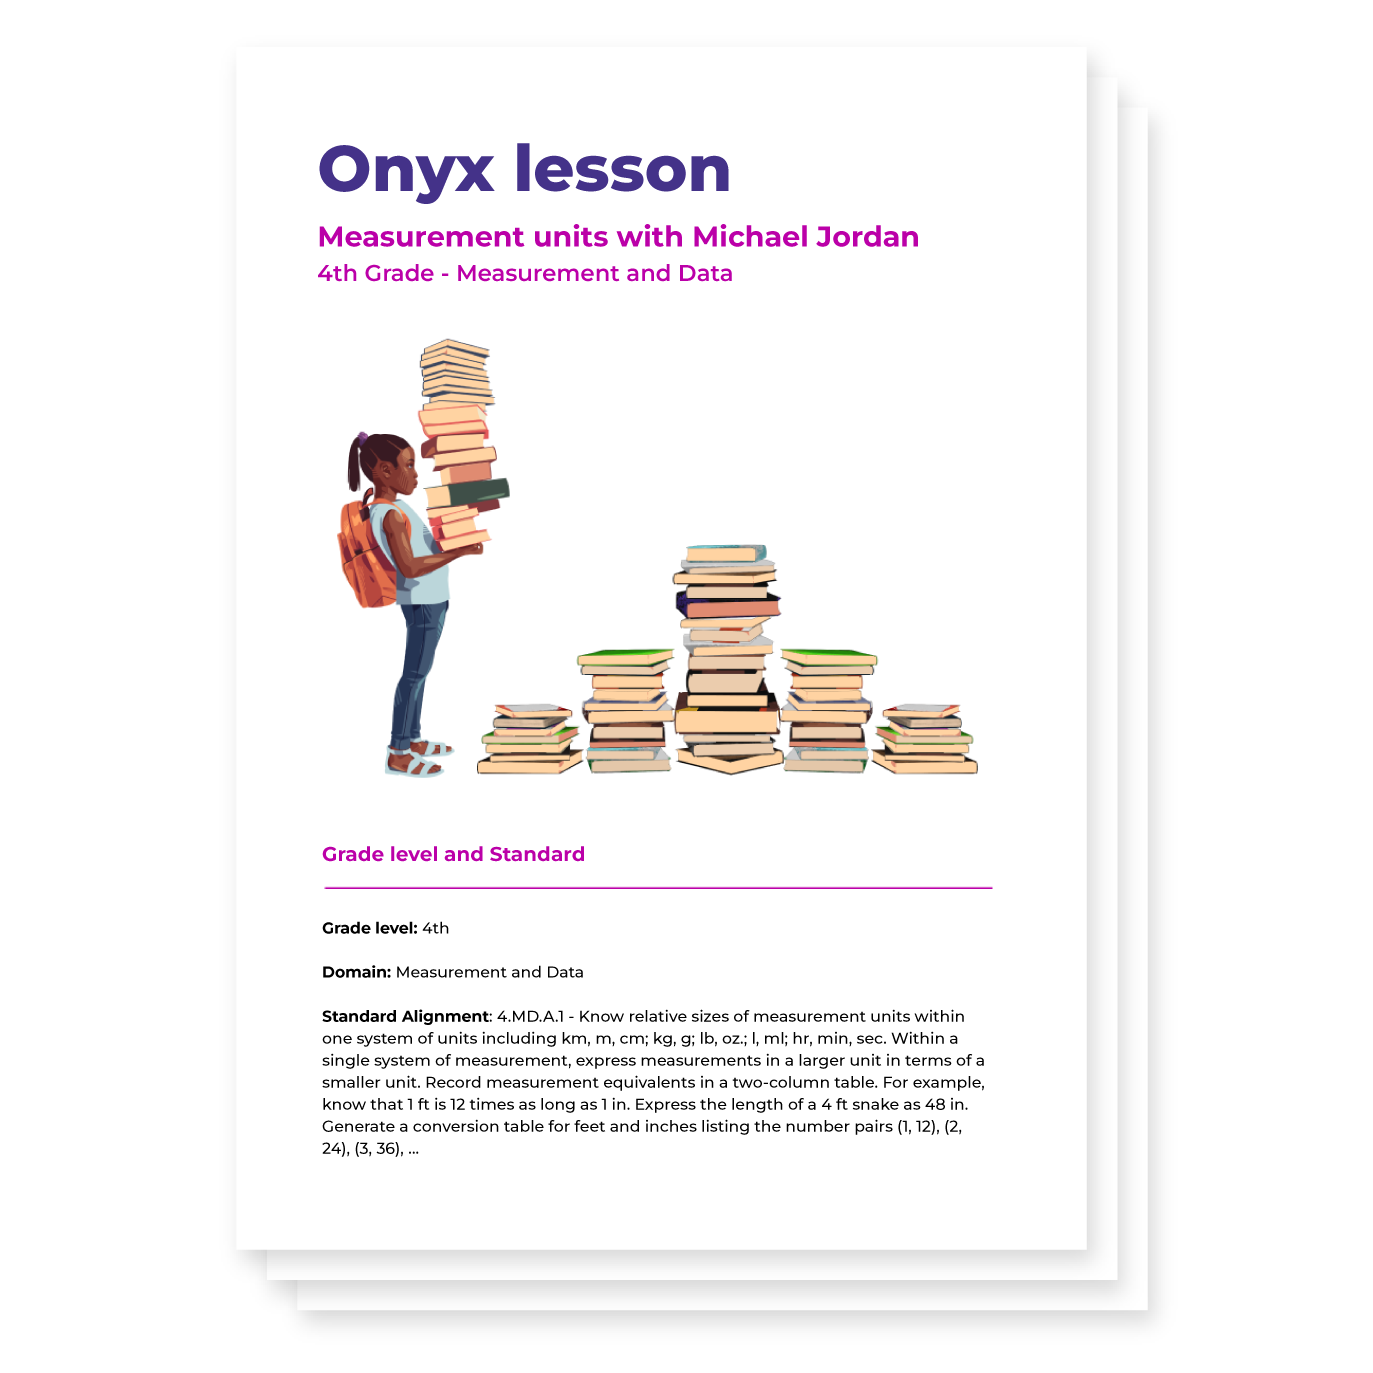 Onyx lesson
Measurement units with Michael Jordan
4th Grade - Measurement and Data
Grade level and Standard
Grade level: 4th
Domain: Measurement and Data
Standard Alignment: 4.MD.A.1 - Know relative sizes of measurement units within
one system of units including km, m, cm; kg, g; lb, oz.; l, ml; hr, min, sec. Within a
single system of measurement, express measurements in a larger unit in terms of a
smaller unit. Record measurement equivalents in a two-column table. For example,
know that 1 ft is 12 times as long as 1 in. Express the length of a 4 ft snake as 48 in.
Generate a conversion table for feet and inches listing the number pairs (1, 12), (2,
24), (3, 36), ...